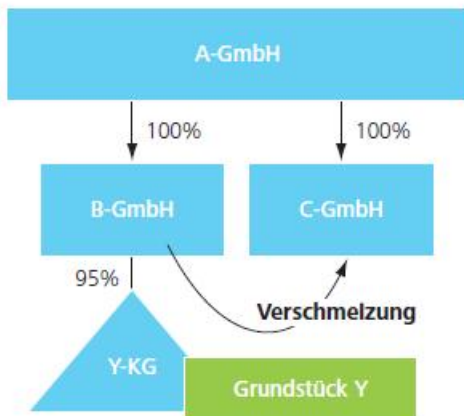 A-GmbH
100%
100%
B-GmbH
C-GmbH
95%
Verschmelzung
Y-KG
Grundstück Y